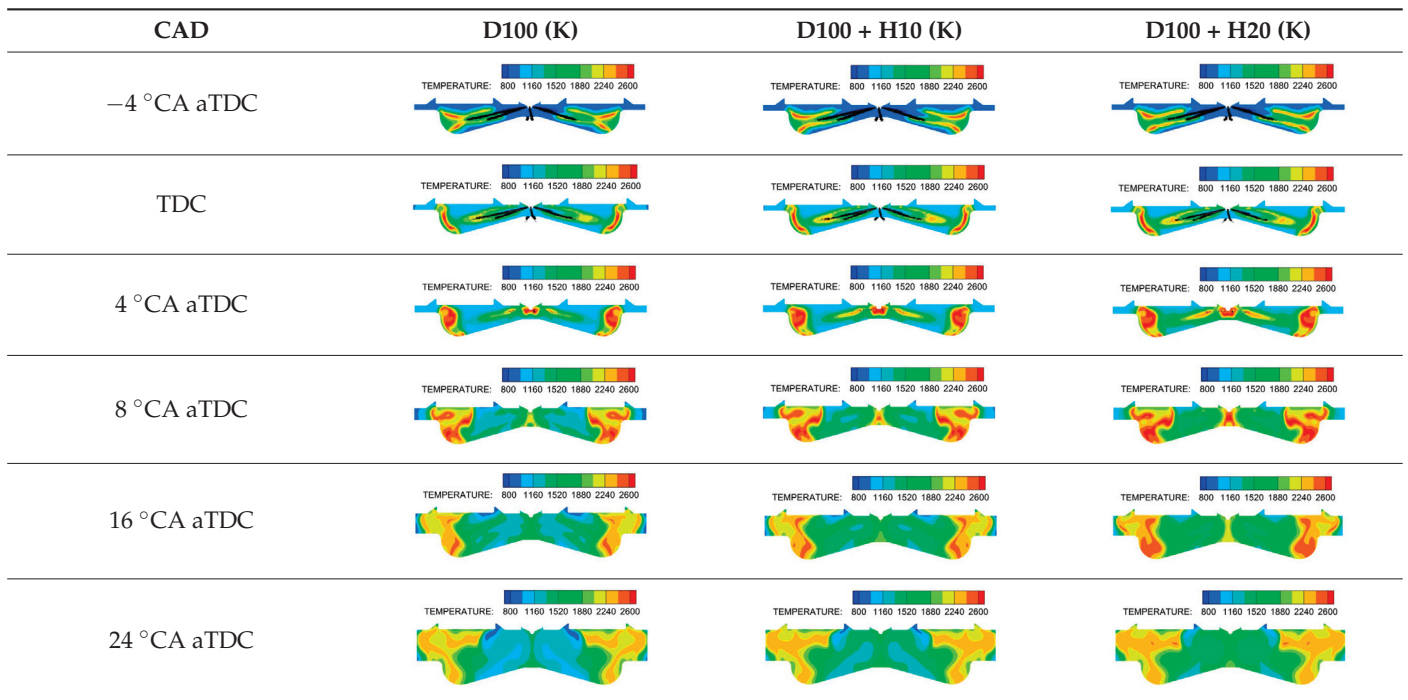 CAD D100 (K) D100 + H10 (K) D100 + H20 (K)
−4 °CA aTDC
TEMPERATURE: 800 1160 1520 1880 2240 2600
TEMPERATURE: 800 1160 1520 1880 2240 2600
TEMPERATURE: 800 1160 1520 1880 2240 2600
TDC
TEMPERATURE: 800 1160 1520 1880 2240 2600
TEMPERATURE: 800 1160 1520 1880 2240 2600
TEMPERATURE: 800 1160 1520 1880 2240 2600
4 °CA aTDC
TEMPERATURE: 800 1160 1520 1880 2240 2600
TEMPERATURE: 800 1160 1520 1880 2240 2600
TEMPERATURE: 800 1160 1520 1880 2240 2600
8 °CA aTDC
TEMPERATURE: 800 1160 1520 1880 2240 2600
TEMPERATURE: 800 1160 1520 1880 2240 2600
TEMPERATURE: 800 1160 1520 1880 2240 2600
16 °CA aTDC
TEMPERATURE: 800 1160 1520 1880 2240 2600
TEMPERATURE: 800 1160 1520 1880 2240 2600
TEMPERATURE: 800 1160 1520 1880 2240 2600
24 °CA aTDC
TEMPERATURE: 800 1160 1520 1880 2240 2600
TEMPERATURE: 800 1160 1520 1880 2240 2600
TEMPERATURE: 800 1160 1520 1880 2240 2600